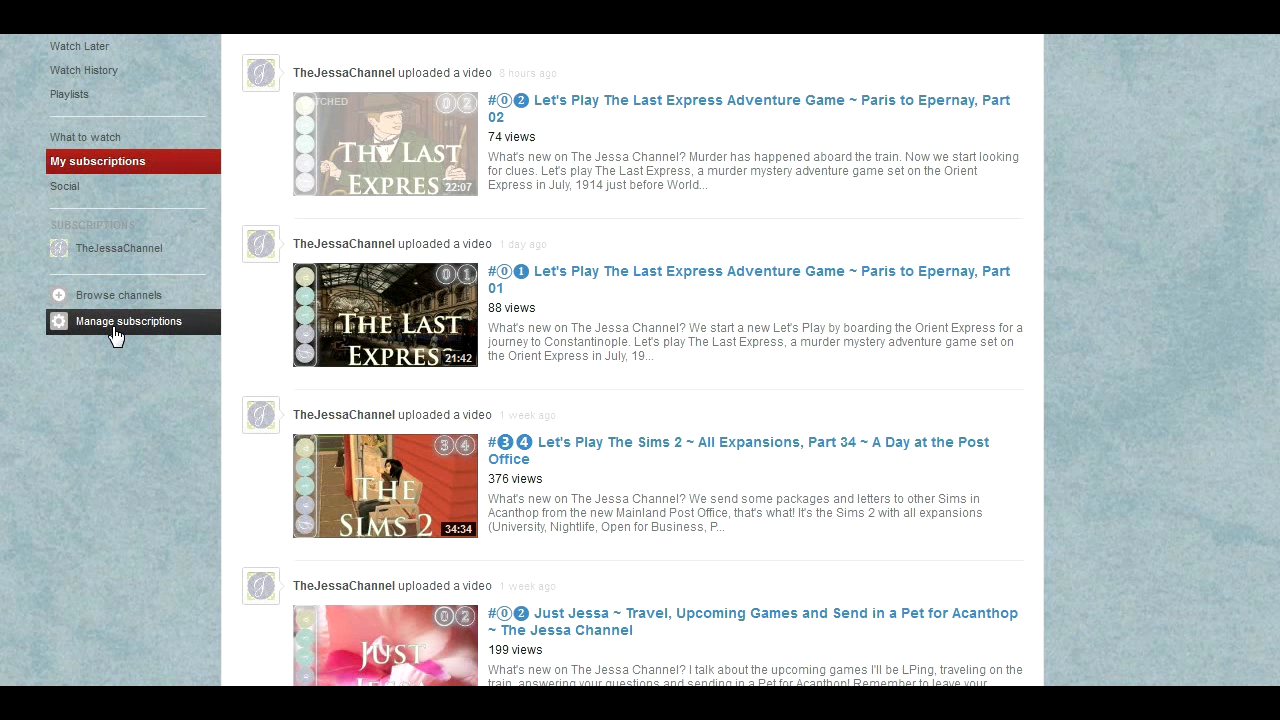 Watch Later
Watch History
Playlists
What to watch
My subscriptions
Social
SUBSCRIPTIONS
TheJessaChannel
Browse channels
Manage subscriptions
TheJessaChannel uploaded a video 8 hours ago
WATCHED
02
THE LAST
EXPRES
22:07
#⓪❷ Let's Play The Last Express Adventure Game ~ Paris to Epernay, Part
02
74 views
What's new on The Jessa Channel? Murder has happened aboard the train. Now we start looking
for clues. Let's play The Last Express, a murder mystery adventure game set on the Orient
Express in July, 1914 just before World...
TheJessaChannel uploaded a video 1 day ago
01
THE LAST
EXPRESS
21:42
#⓪❶ Let's Play The Last Express Adventure Game ~ Paris to Epernay, Part
01
88 views
What's new on The Jessa Channel? We start a new Let's Play by boarding the Orient Express for a
journey to Constantinople. Let's play The Last Express, a murder mystery adventure game set on
the Orient Express in July, 19...
TheJessaChannel uploaded a video 1 week ago
34
THE
SIMS 2
34:34
#❸❹ Let's Play The Sims 2 ~ All Expansions, Part 34 ~ A Day at the Post
Office
376 views
What's new on The Jessa Channel? We send some packages and letters to other Sims in
Acanthop from the new Mainland Post Office, that's what! It's the Sims 2 with all expansions
(University, Nightlife, Open for Business, P...
TheJessaChannel uploaded a video 1 week ago
02
JUST
JESSA
#⓪❷ Just Jessa ~ Travel, Upcoming Games and Send in a Pet for Acanthop
~ The Jessa Channel
199 views
What's new on The Jessa Channel? I talk about the upcoming games I'll be LPing, traveling on the
train, answering your questions and sending in a Pet for Acanthop! Remember to leave your